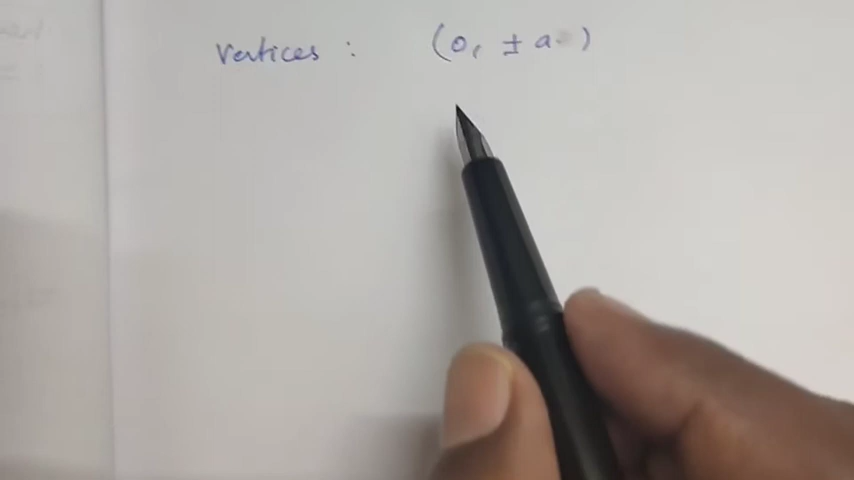 Vertices : (0, ± a )